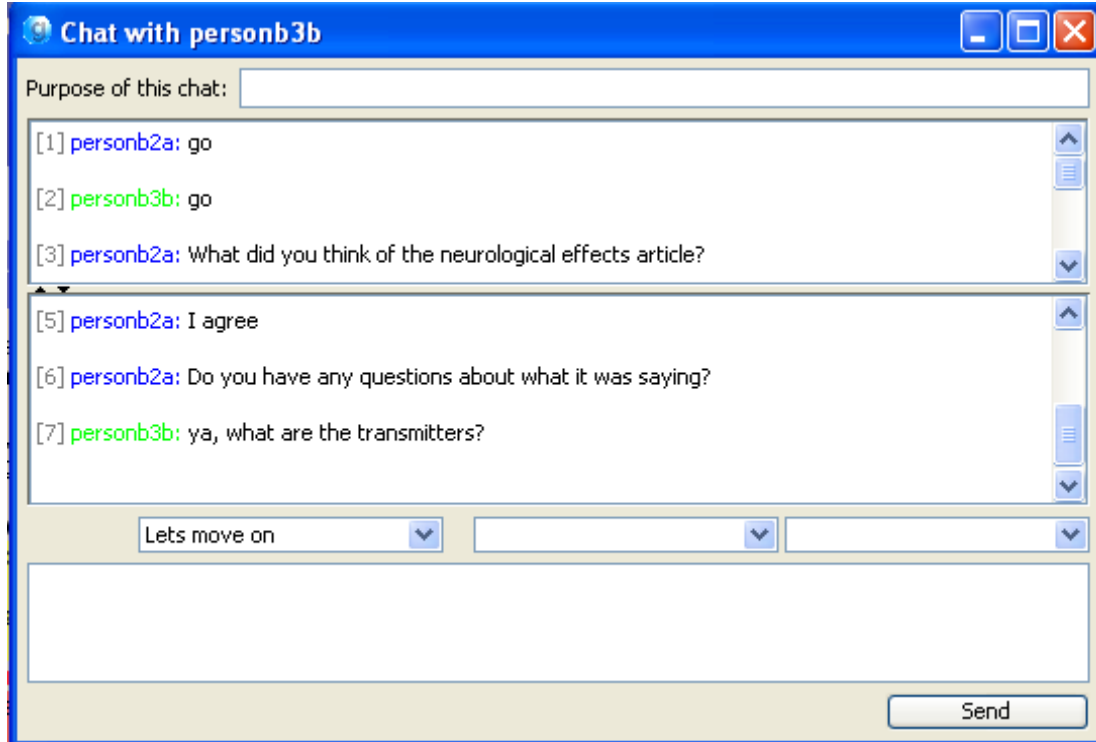 Chat with personb3b
Purpose of this chat:
[1] personb2a: go
[2] personb3b: go
[3] personb2a: What did you think of the neurological effects article?
[5] personb2a: I agree
[6] personb2a: Do you have any questions about what it was saying?
[7] personb3b: ya, what are the transmitters?
Lets move on
Send